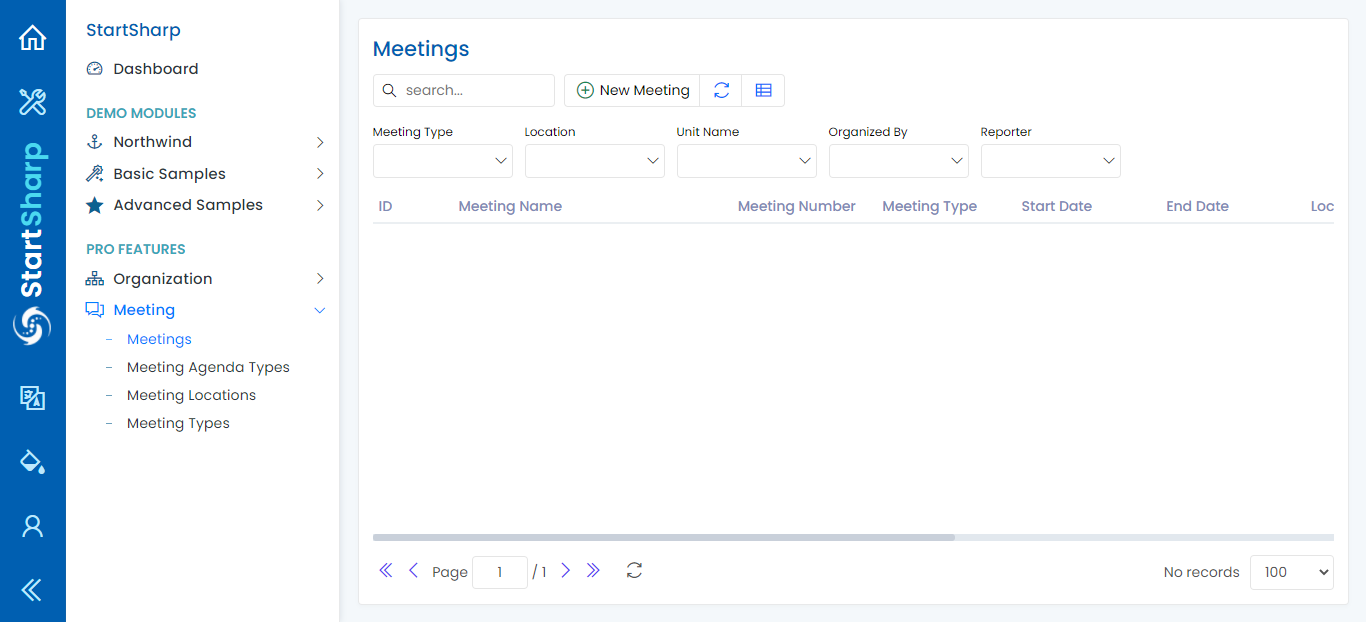 StartSharp
StartSharp
Dashboard
DEMO MODULES
Northwind
Basic Samples
Advanced Samples
PRO FEATURES
Organization
Meeting
– Meetings
– Meeting Agenda Types
– Meeting Locations
– Meeting Types
Meetings
search...
New Meeting
Meeting Type Location Unit Name Organized By Reporter
ID Meeting Name Meeting Number Meeting Type Start Date End Date Loc
Page 1 / 1
No records 100